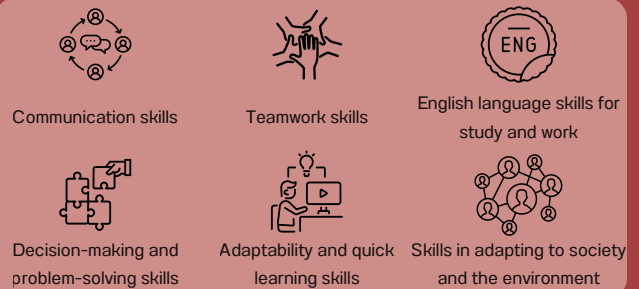 ENG
Communication skills
Teamwork skills
English language skills for
study and work
Decision-making and
problem-solving skills
Adaptability and quick
learning skills
Skills in adapting to society
and the environment